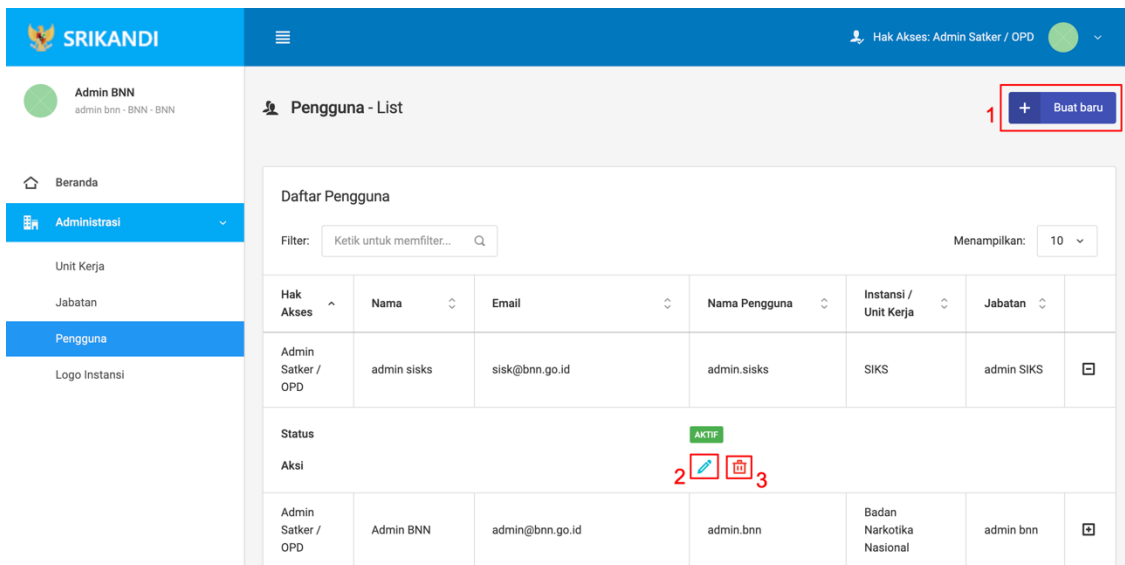 SRIKANDI
Hak Akses: Admin Satker / OPD
Admin BNN
admin bnn - BNN - BNN
Pengguna - List
1
+ Buat baru
Beranda
Administrasi
Unit Kerja
Jabatan
Pengguna
Logo Instansi
Daftar Pengguna
Filter: Ketik untuk memfilter... Menampilkan: 10
Hak
Akses
Nama
Email
Nama Pengguna
Instansi /
Unit Kerja
Jabatan
Admin
Satker /
OPD
admin sisks
sisk@bnn.go.id
admin.sisks
SIKS
admin SIKS
Status AKTIF
Aksi 2 3
Admin
Satker /
OPD
Admin BNN
admin@bnn.go.id
admin.bnn
Badan
Narkotika
Nasional
admin bnn